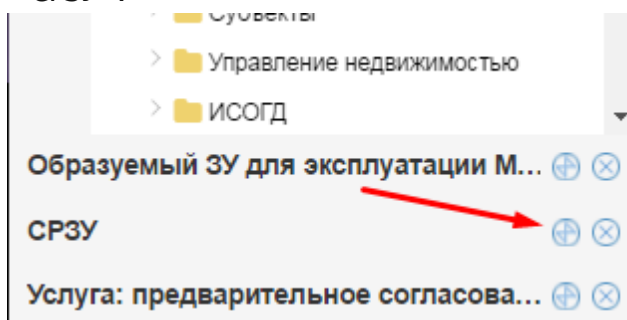 Субъекты
Управление недвижимостью
ИСОГД
Образуемый ЗУ для эксплуатации М...
СРЗУ
Услуга: предварительное согласова...